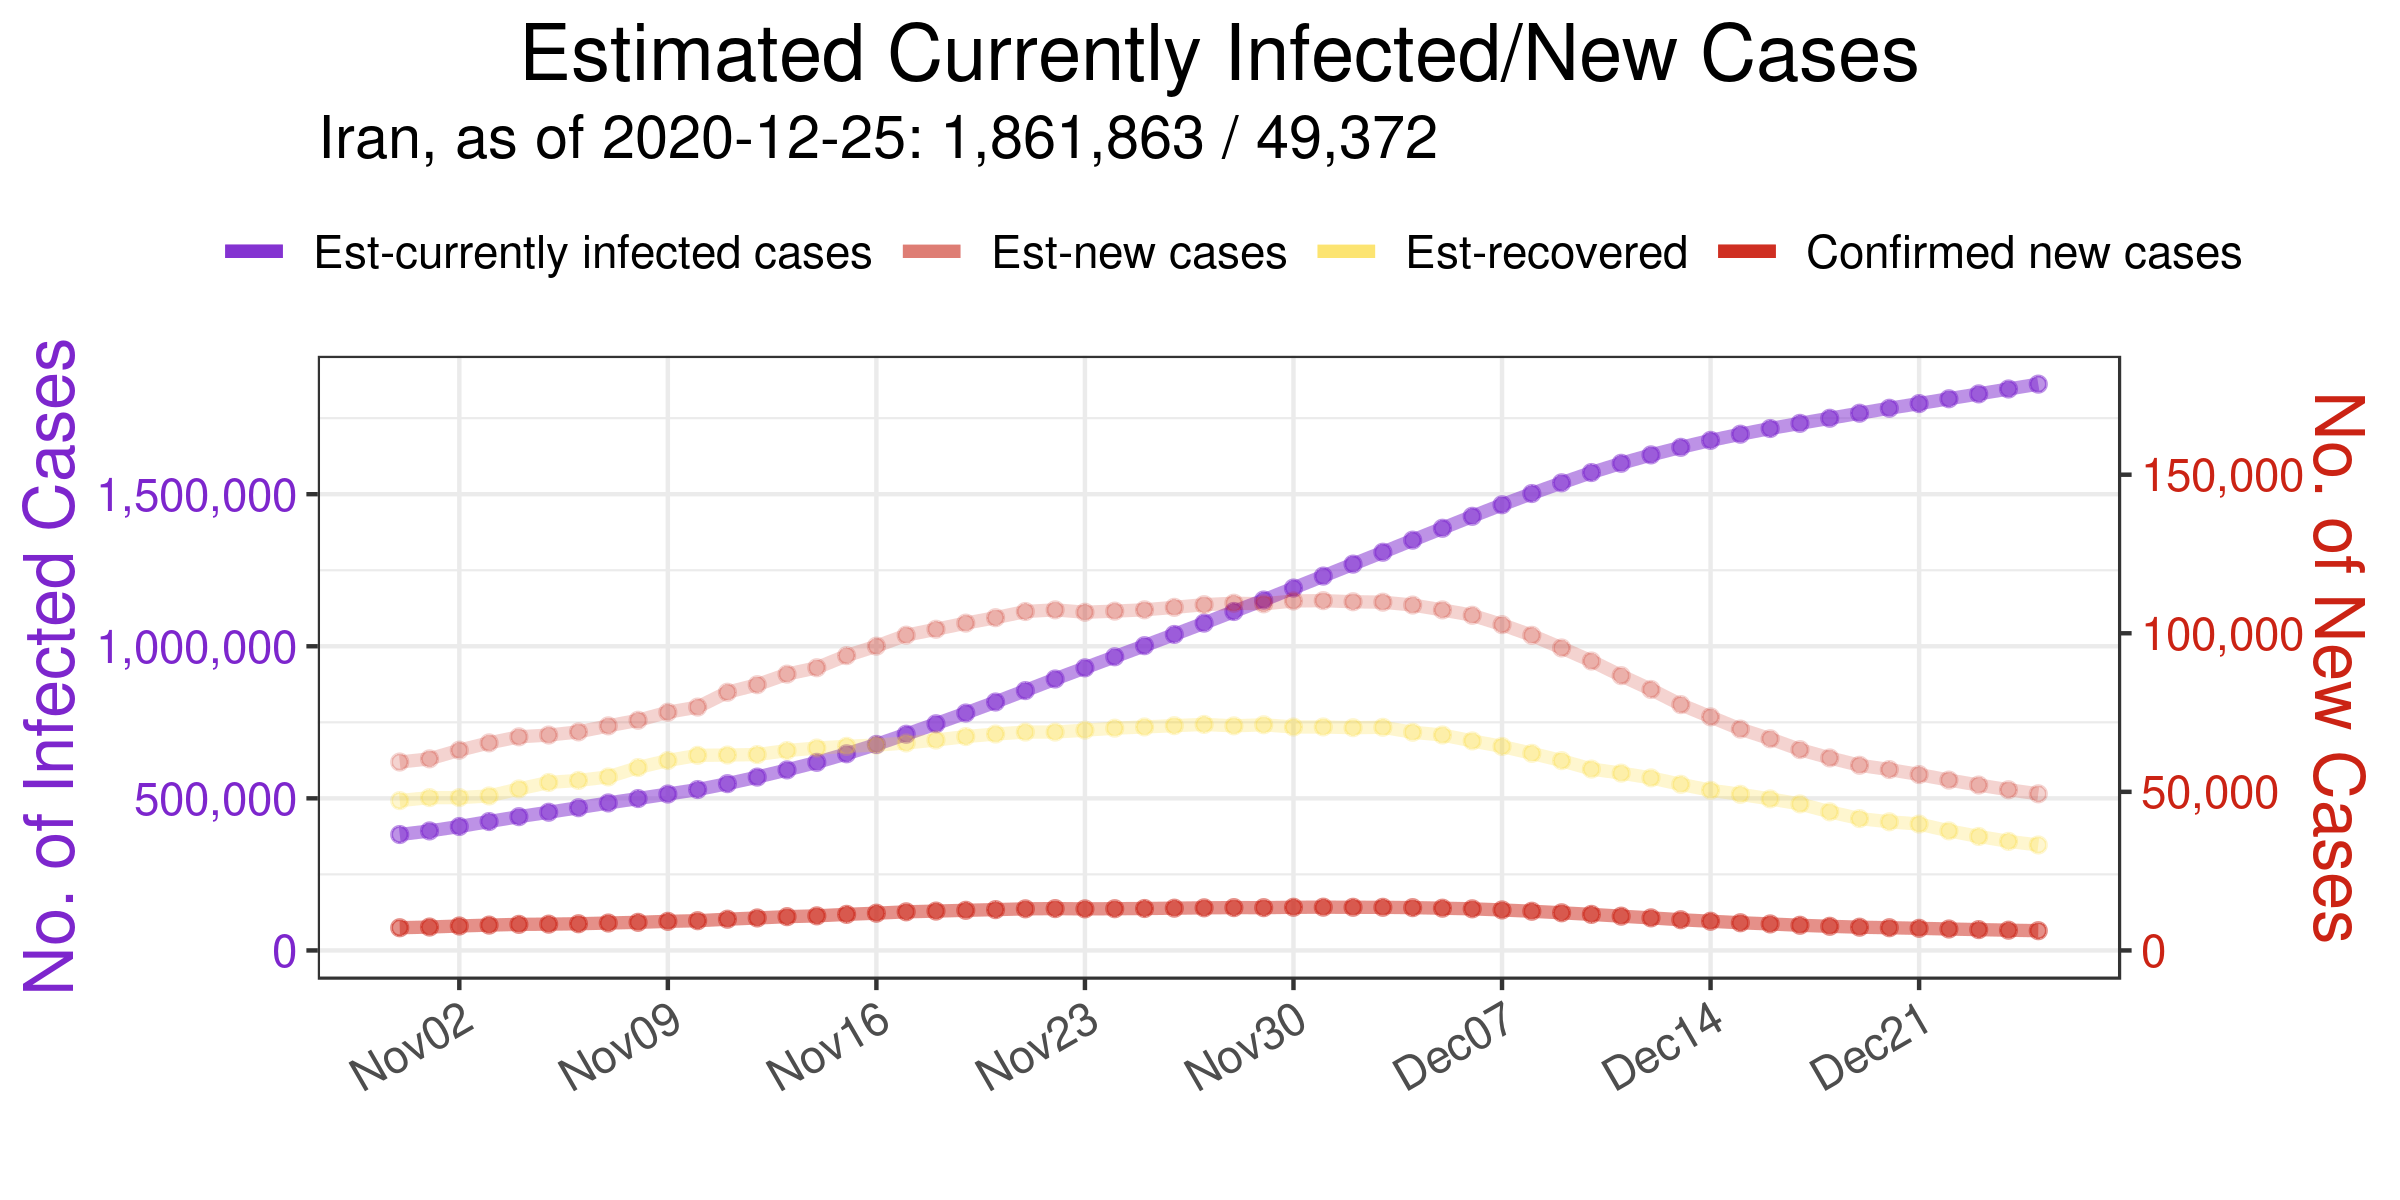 Estimated Currently Infected/New Cases
Iran, as of 2020-12-25: 1,861,863 / 49,372
Est-currently infected cases Est-new cases Est-recovered Confirmed new cases
No. of Infected Cases
1,500,000
1,000,000
500,000
0
150,000
100,000
50,000
0
No. of New Cases
Nov02 Nov09 Nov16 Nov23 Nov30 Dec07 Dec14 Dec21